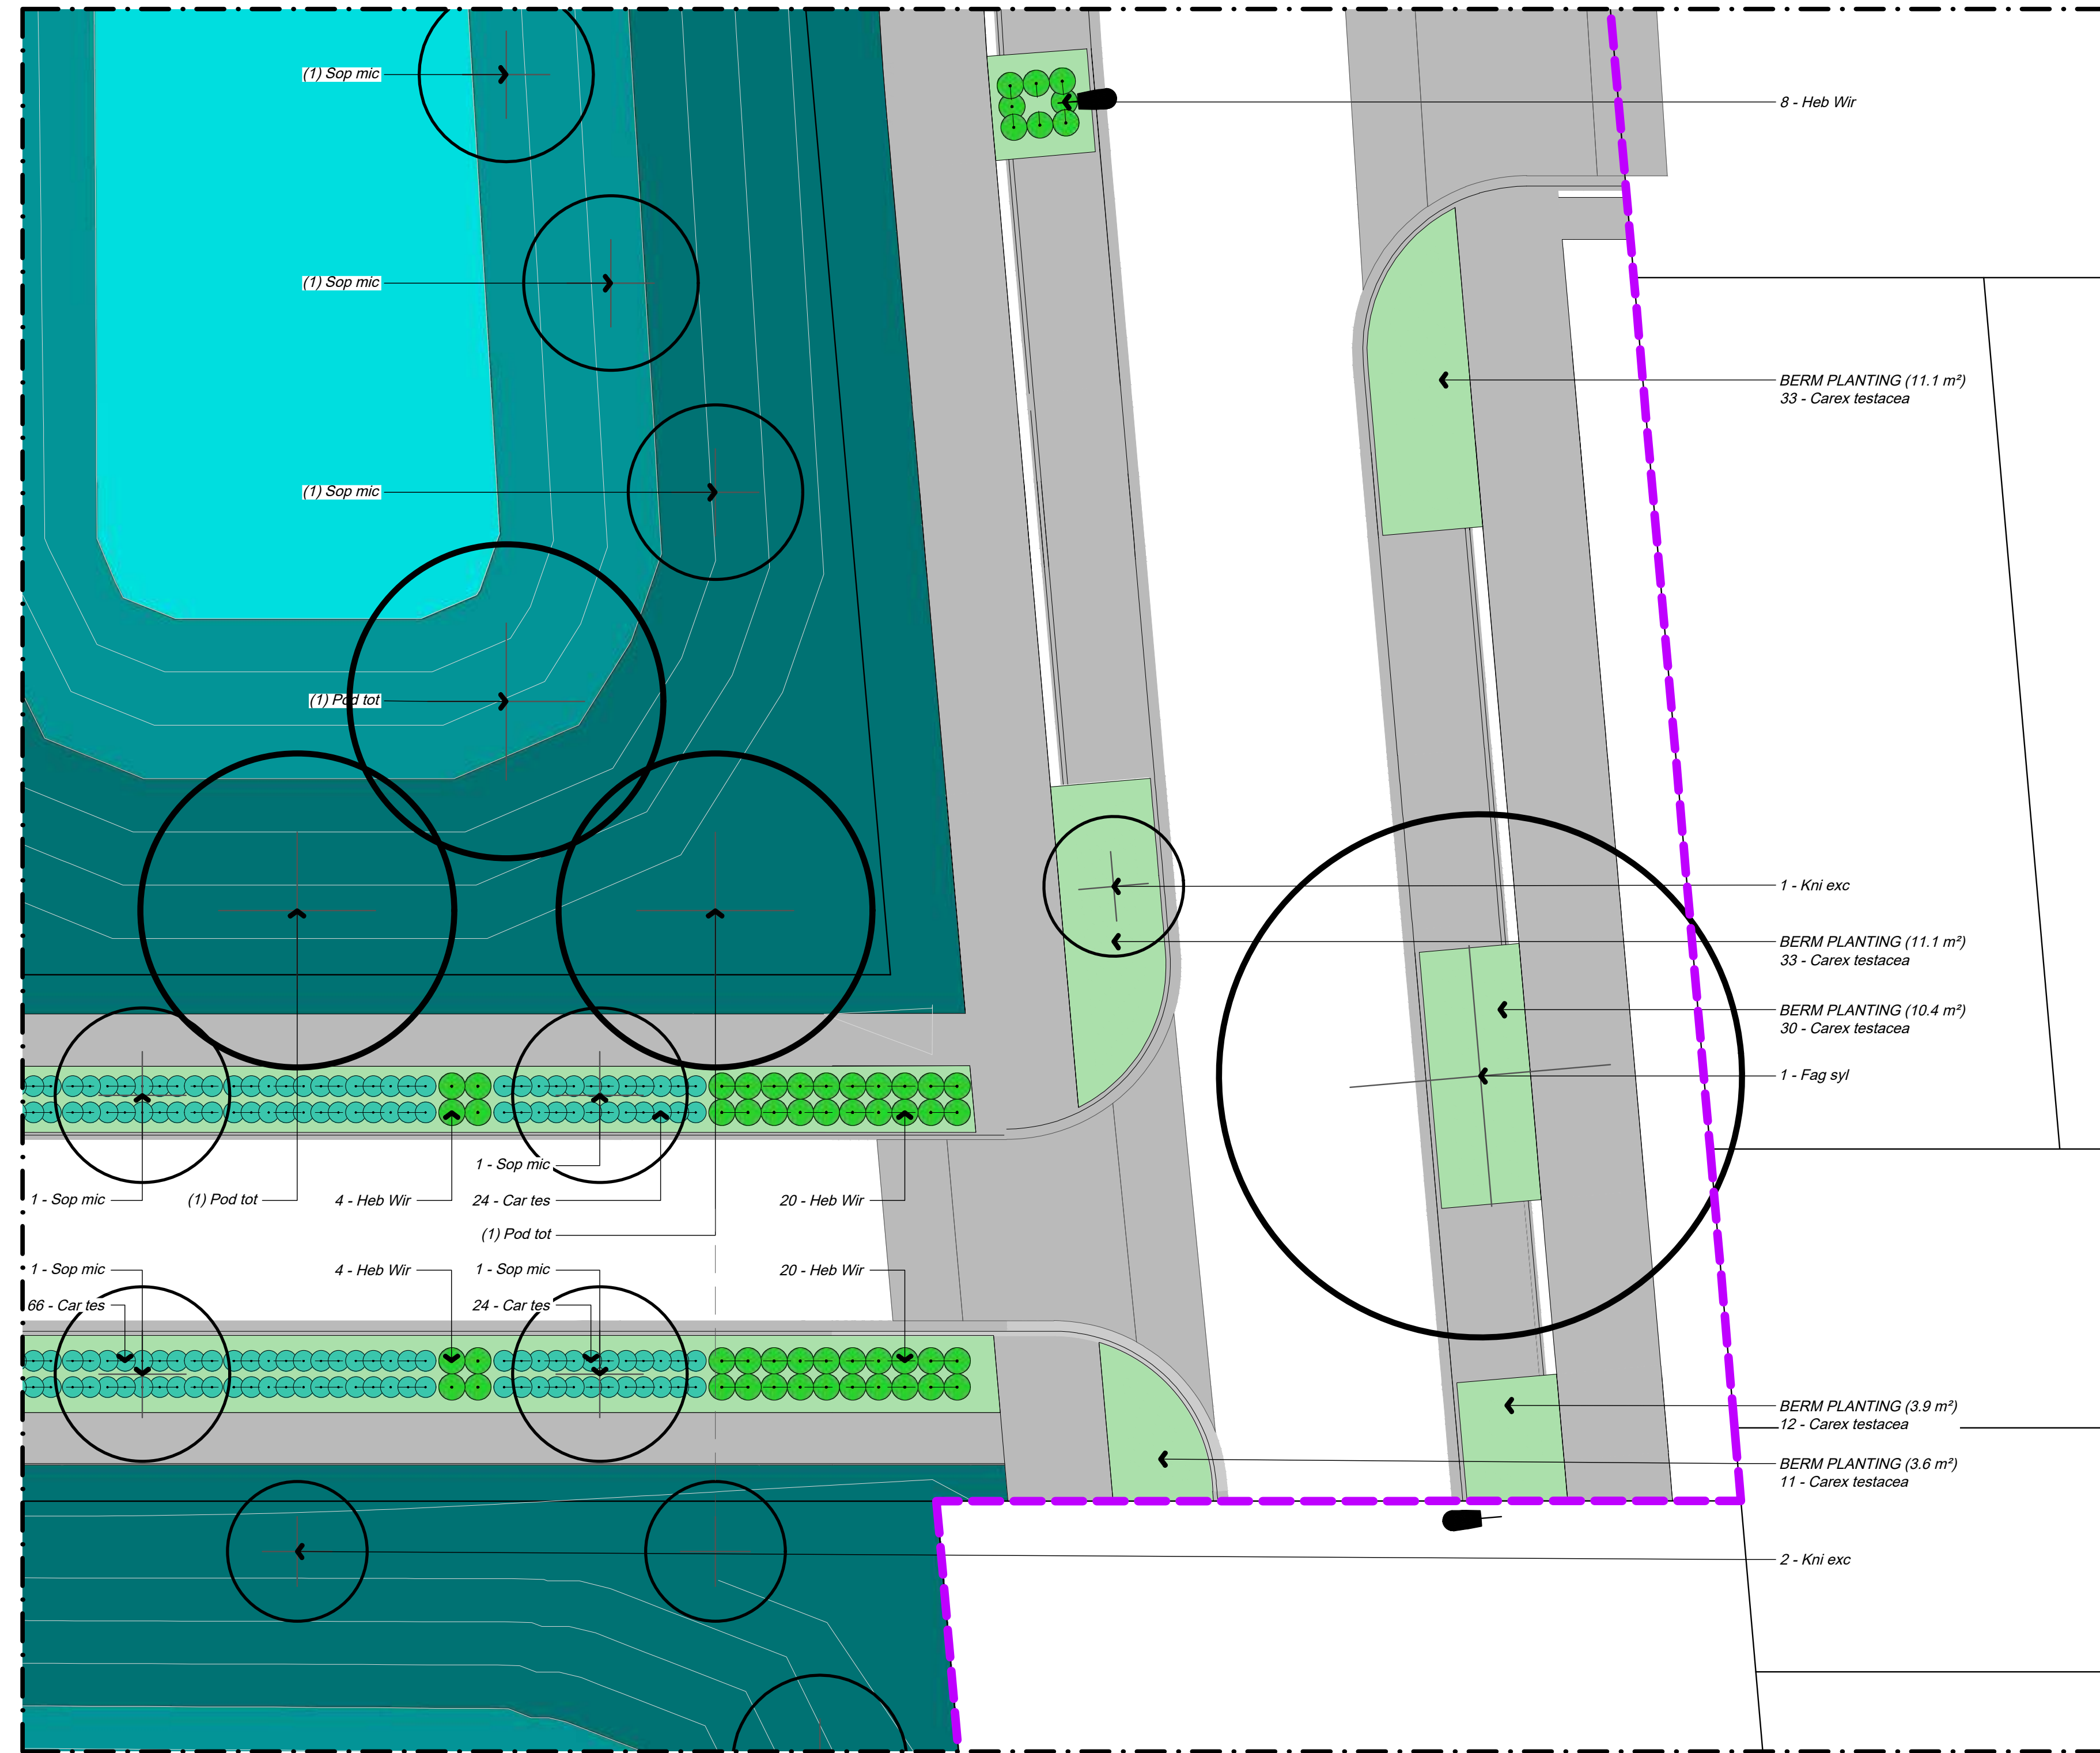 (1) Sop mic
8 - Heb Wir
(1) Sop mic
BERM PLANTING (11.1 m²)
33 - Carex testacea
(1) Sop mic
(1) Pod tot
1 - Kni exc
BERM PLANTING (11.1 m²)
33 - Carex testacea
BERM PLANTING (10.4 m²)
30 - Carex testacea
1 - Fag syl
1 - Sop mic
1 - Sop mic
(1) Pod tot
4 - Heb Wir
24 - Car tes
20 - Heb Wir
(1) Pod tot
1 - Sop mic
4 - Heb Wir
1 - Sop mic
20 - Heb Wir
66 - Car tes
24 - Car tes
BERM PLANTING (3.9 m²)
12 - Carex testacea
BERM PLANTING (3.6 m²)
11 - Carex testacea
2 - Kni exc